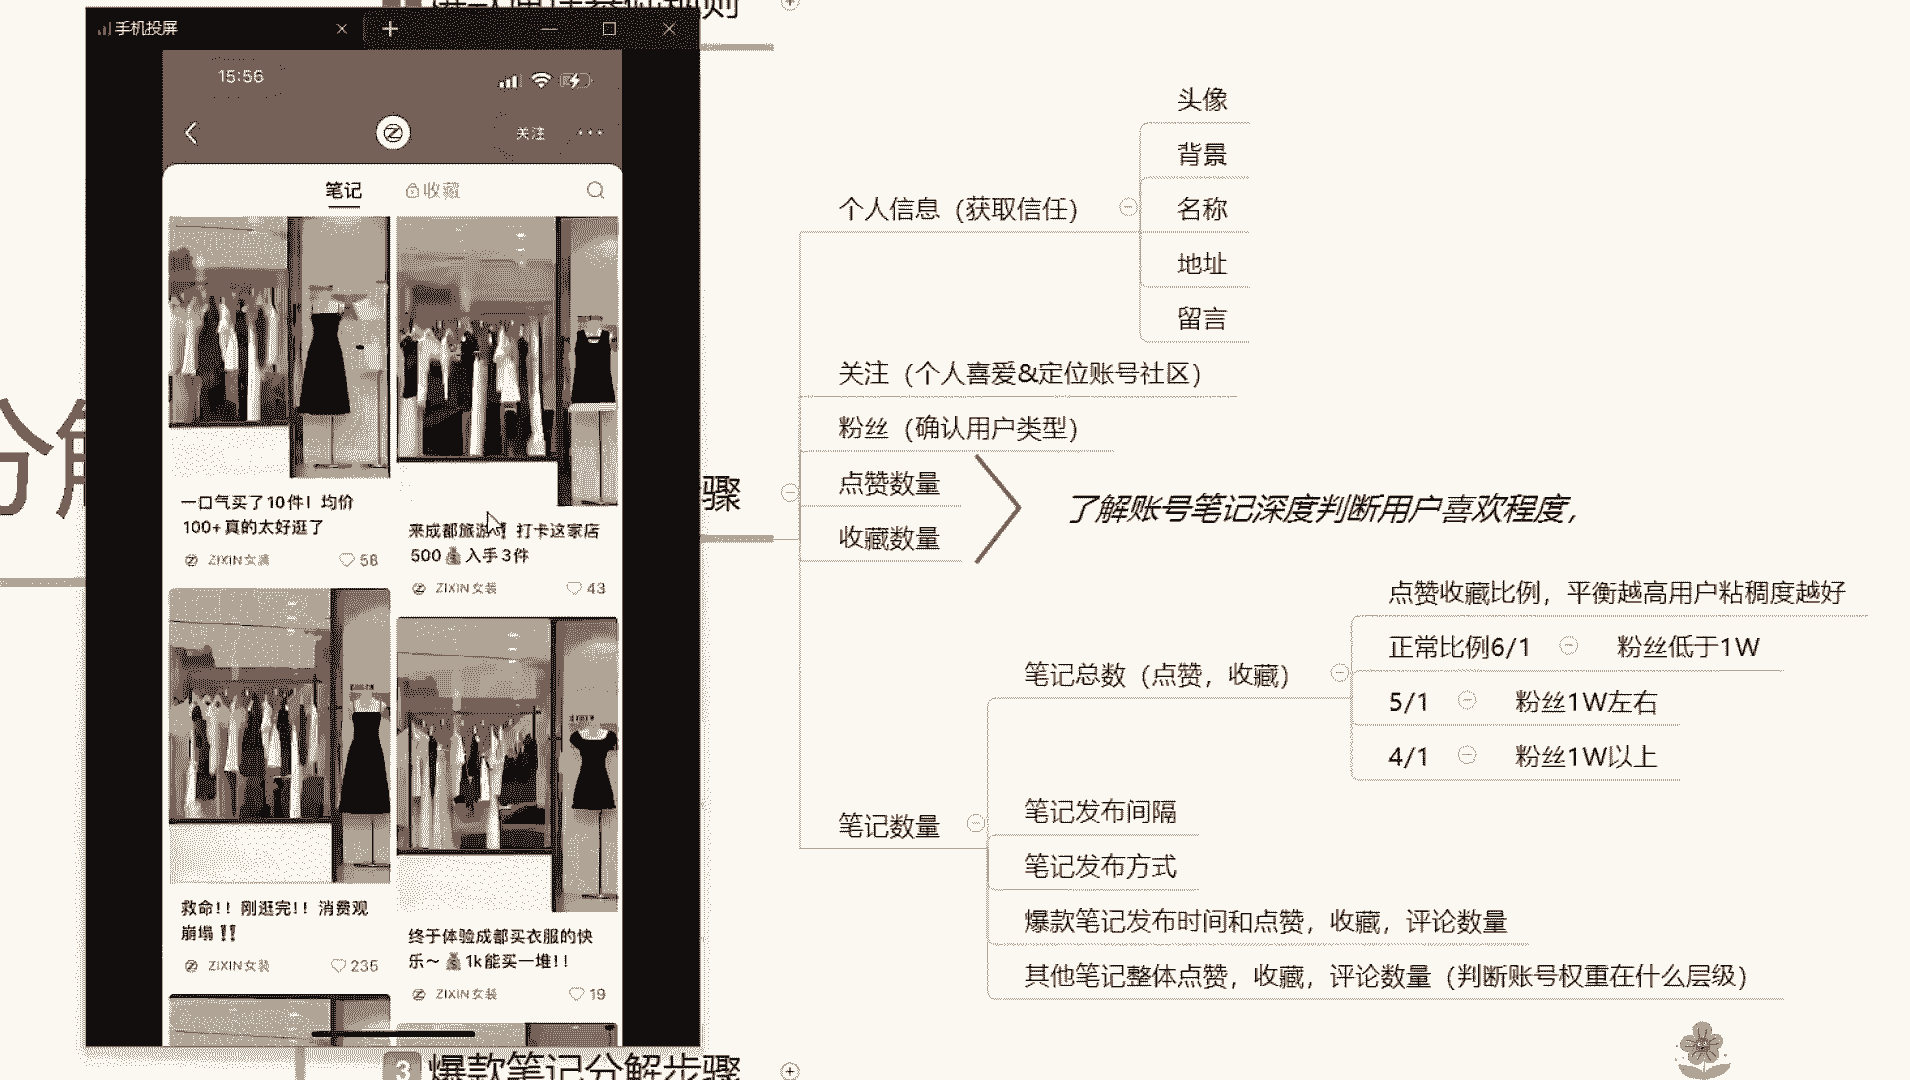 手机投屏
15:56
关注
笔记
收藏
一口气买了10件！均价
100+真的太好逛了
ZIXIN女装
58
来成都旅游 ！打卡这家店
500 入手3件
ZIXIN女装
43
救命!! 刚逛完!! 消费观
崩塌 !!
ZIXIN女装
235
终于体验成都买衣服的快
乐～ 1k能买一堆!!
ZIXIN女装
19
骤
个人信息（获取信任）
头像
背景
名称
地址
留言
关注（个人喜爱&定位账号社区）
粉丝（确认用户类型）
点赞数量
收藏数量
了解账号笔记深度判断用户喜欢程度，
笔记数量
笔记总数（点赞，收藏）
点赞收藏比例，平衡越高用户粘稠度越好
正常比例6/1
粉丝低于1W
5/1
粉丝1W左右
4/1
粉丝1W以上
笔记发布间隔
笔记发布方式
爆款笔记发布时间和点赞，收藏，评论数量
其他笔记整体点赞，收藏，评论数量（判断账号权重在什么层级）
3 爆款笔记分解步骤